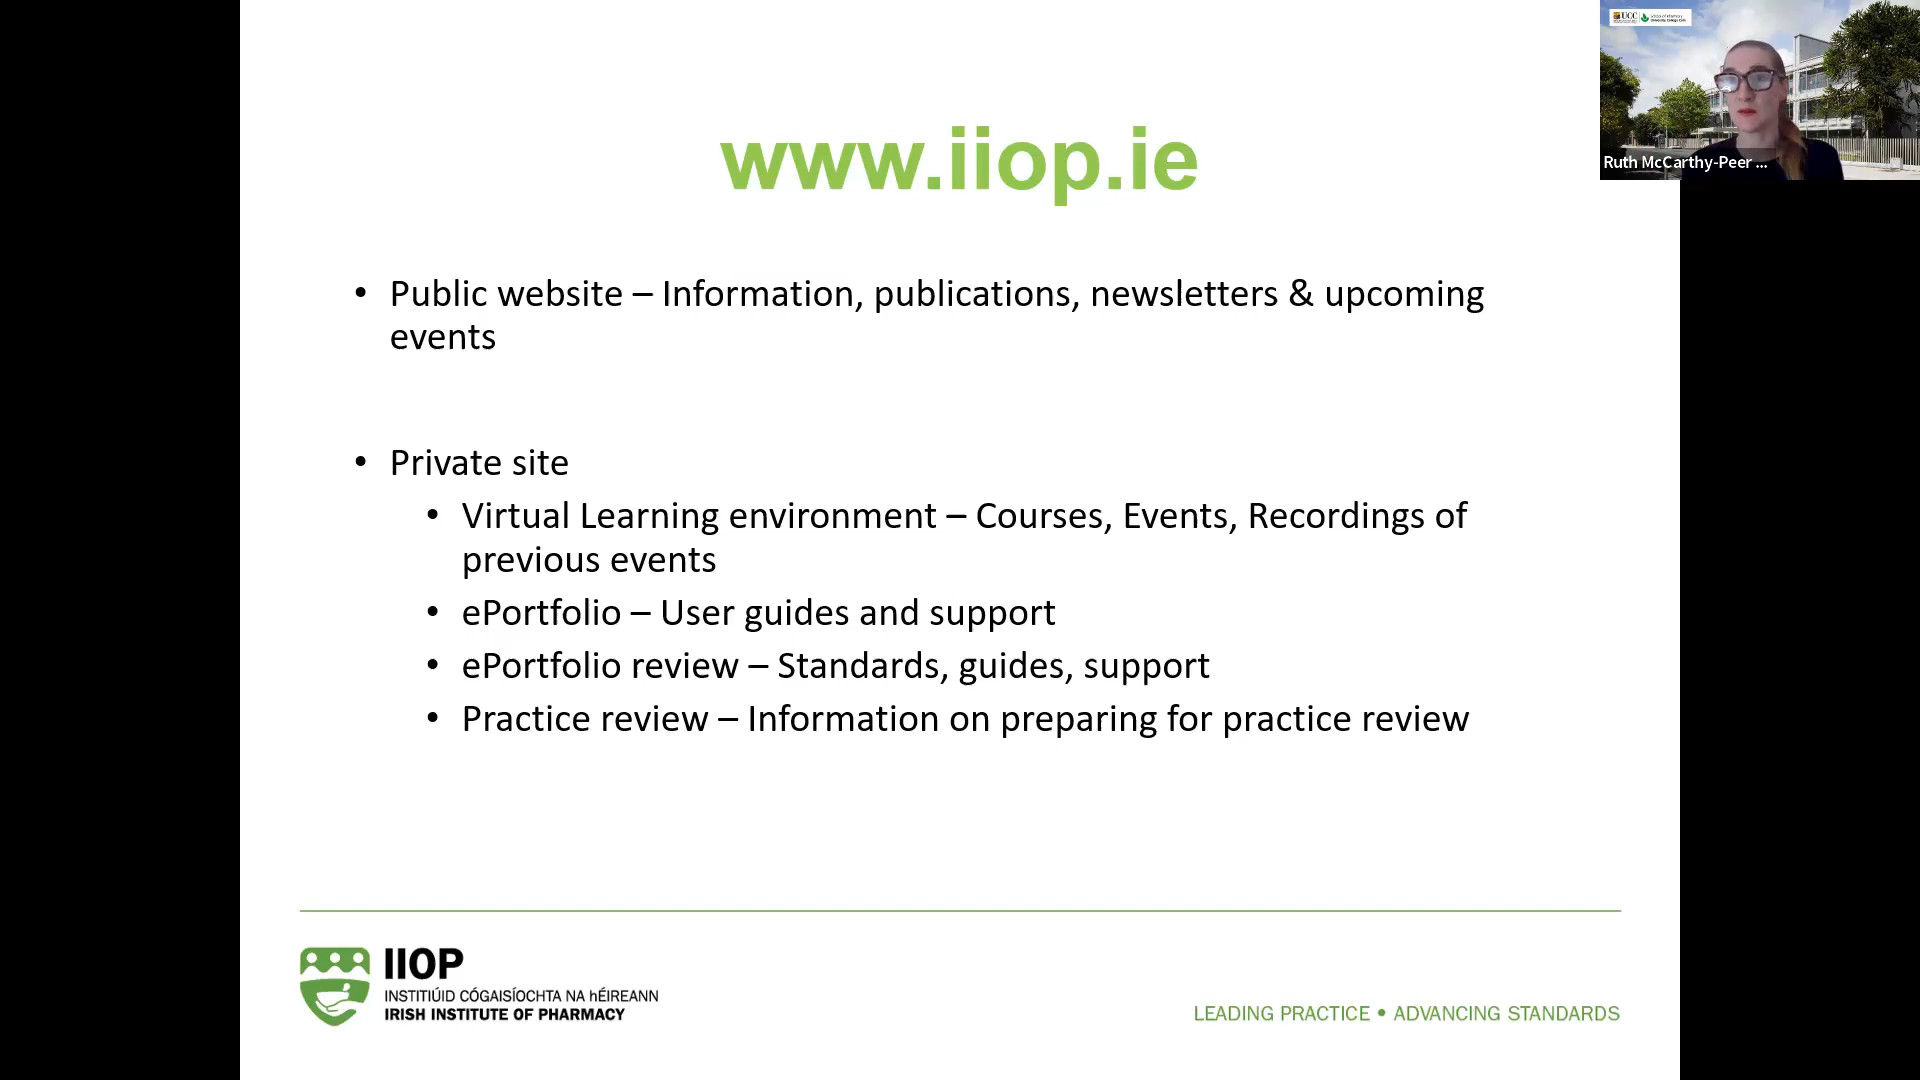 www.iiop.ie
• Public website – Information, publications, newsletters & upcoming
events
• Private site
• Virtual Learning environment – Courses, Events, Recordings of
previous events
• ePortfolio – User guides and support
• ePortfolio review – Standards, guides, support
• Practice review – Information on preparing for practice review
IIOP
INSTITIÚID CÓGAISÍOCHTA NA hÉIREANN
IRISH INSTITUTE OF PHARMACY
LEADING PRACTICE • ADVANCING STANDARDS
UCC
Ruth McCarthy-Peer ...